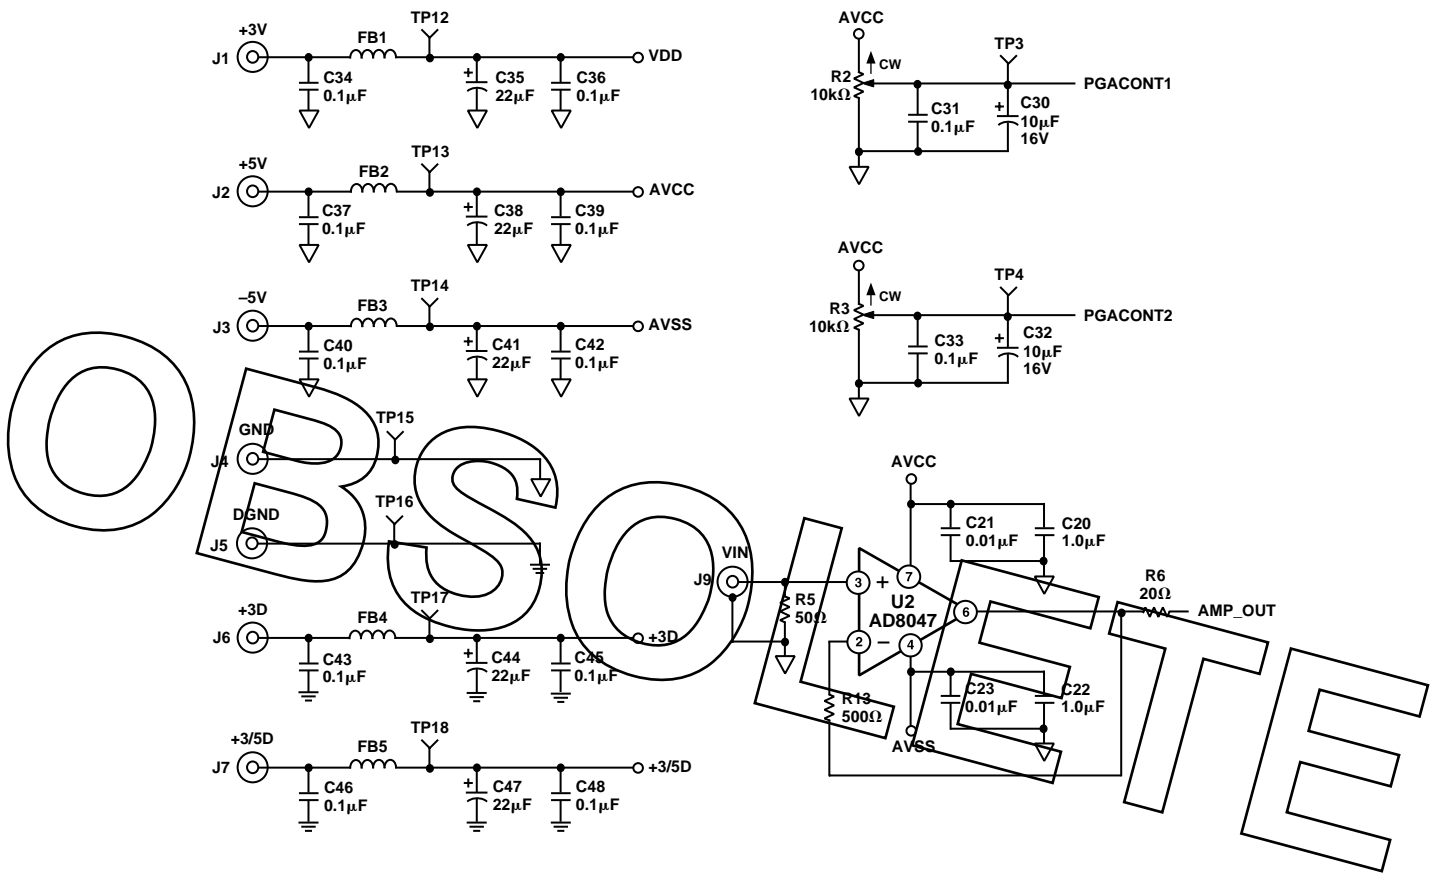 +3V
J1
FB1
TP12
VDD
C34
0.1µF
C35
22µF
C36
0.1µF
+
+5V
J2
FB2
TP13
AVCC
C37
0.1µF
C38
22µF
C39
0.1µF
+
–5V
J3
FB3
TP14
AVSS
C40
0.1µF
C41
22µF
C42
0.1µF
+
GND
J4
TP15
DGND
J5
TP16
+3D
J6
FB4
TP17
+3D
C43
0.1µF
C44
22µF
C45
0.1µF
+
+3/5D
J7
FB5
TP18
+3/5D
C46
0.1µF
C47
22µF
C48
0.1µF
+
AVCC
CW
R2
10kΩ
TP3
PGACONT1
C31
0.1µF
C30
10µF
16V
+
AVCC
CW
R3
10kΩ
TP4
PGACONT2
C33
0.1µF
C32
10µF
16V
+
AVCC
C21
0.01µF
C20
1.0µF
VIN
J9
R5
50Ω
3
+
7
U2
AD8047
6
2
–
4
R6
20Ω
AMP_OUT
R13
500Ω
C23
0.01µF
C22
1.0µF
AVSS
OBSOLETE